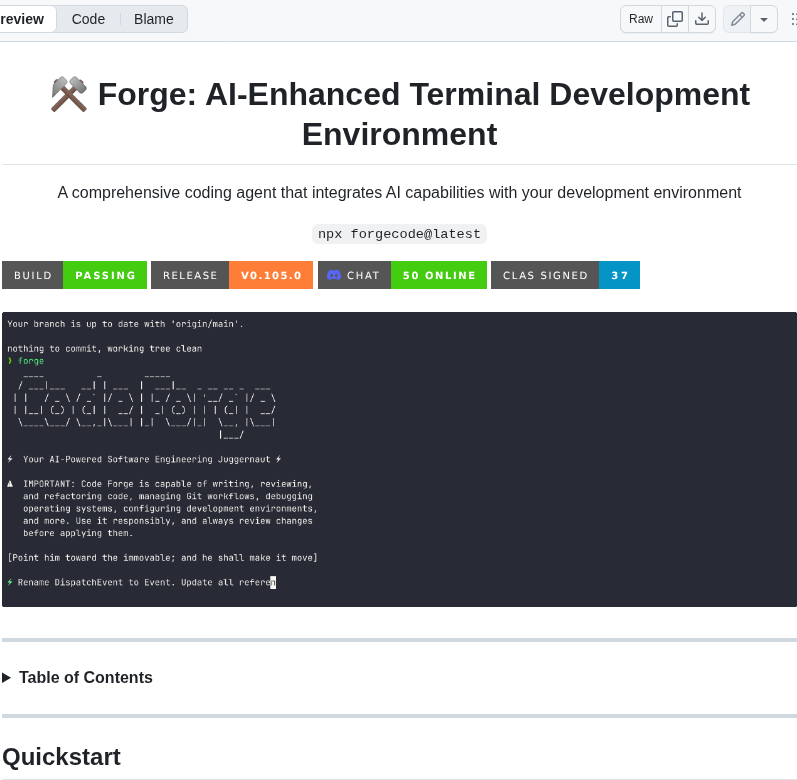 review Code Blame Raw
Forge: AI-Enhanced Terminal Development
Environment
A comprehensive coding agent that integrates AI capabilities with your development environment
npx forgecode@latest
BUILD PASSING RELEASE V0.105.0 CHAT 50 ONLINE CLAS SIGNED 37
Your branch is up to date with 'origin/main'.
nothing to commit, working tree clean
❯ forge
Code Forge
⚡ Your AI-Powered Software Engineering Juggernaut ⚡
▲ IMPORTANT: Code Forge is capable of writing, reviewing,
and refactoring code, managing Git workflows, debugging
operating systems, configuring development environments,
and more. Use it responsibly, and always review changes
before applying them.
[Point him toward the immovable; and he shall make it move]
⚡ Rename DispatchEvent to Event. Update all referen
Table of Contents
Quickstart